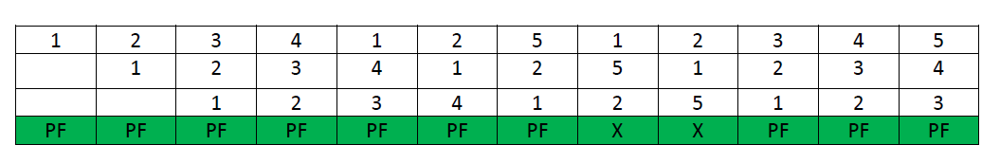 1 2 3 4 1 2 5 1 2 3 4 5
1 2 3 4 1 2 5 1 2 3 4
1 2 3 4 1 2 5 1 2 3
PF PF PF PF PF PF PF X X PF PF PF